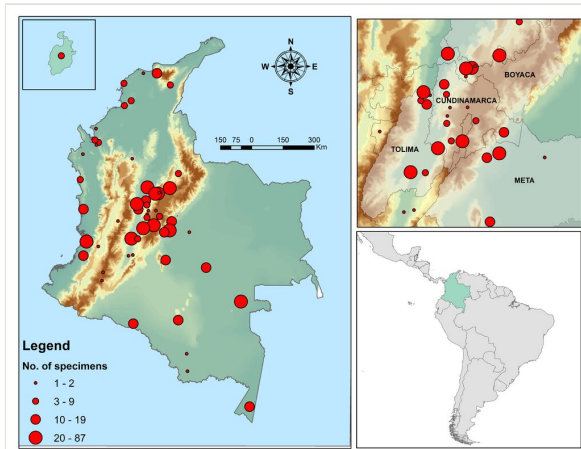 N
W E
S
150 75 0 150 300
Km
Legend
No. of specimens
1 - 2
3 - 9
10 - 19
20 - 87
BOYACA
CUNDINAMARCA
TOLIMA
META